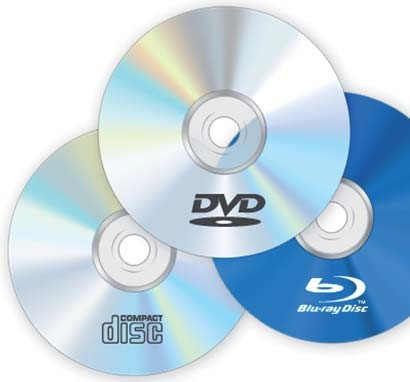 DVD
COMPACT
disc
TM
Blu-ray Disc